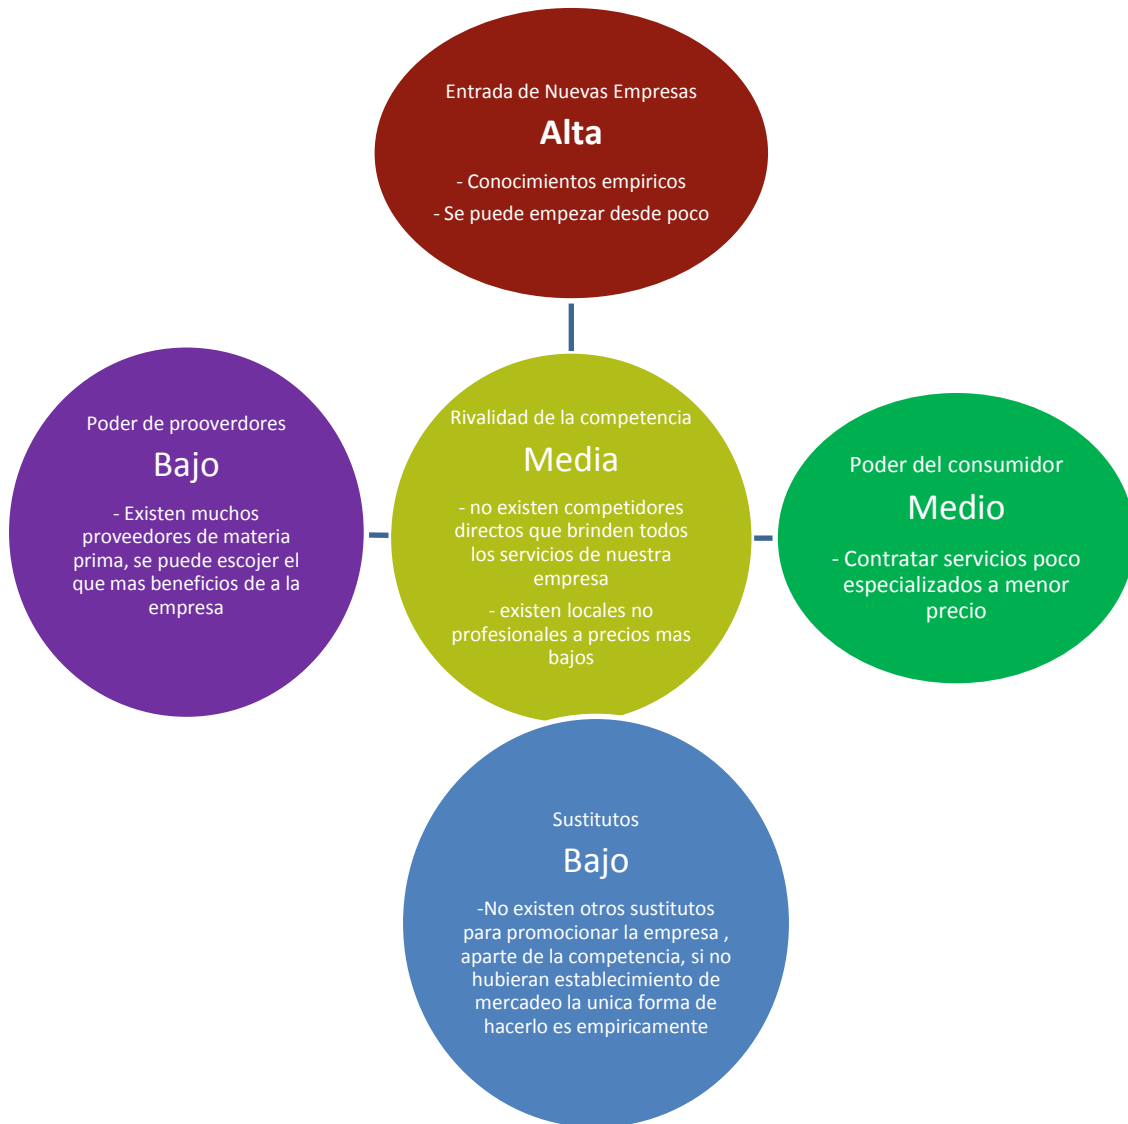 Entrada de Nuevas Empresas
Alta
- Conocimientos empiricos
- Se puede empezar desde poco
Poder de prooverdores
Bajo
- Existen muchos
proveedores de materia
prima, se puede escojer el
que mas beneficios de a la
empresa
Rivalidad de la competencia
Media
- no existen competidores
directos que brinden todos
los servicios de nuestra
empresa
- existen locales no
profesionales a precios mas
bajos
Poder del consumidor
Medio
- Contratar servicios poco
especializados a menor
precio
Sustitutos
Bajo
-No existen otros sustitutos
para promocionar la empresa ,
aparte de la competencia, si no
hubieran establecimiento de
mercadeo la unica forma de
hacerlo es empiricamente